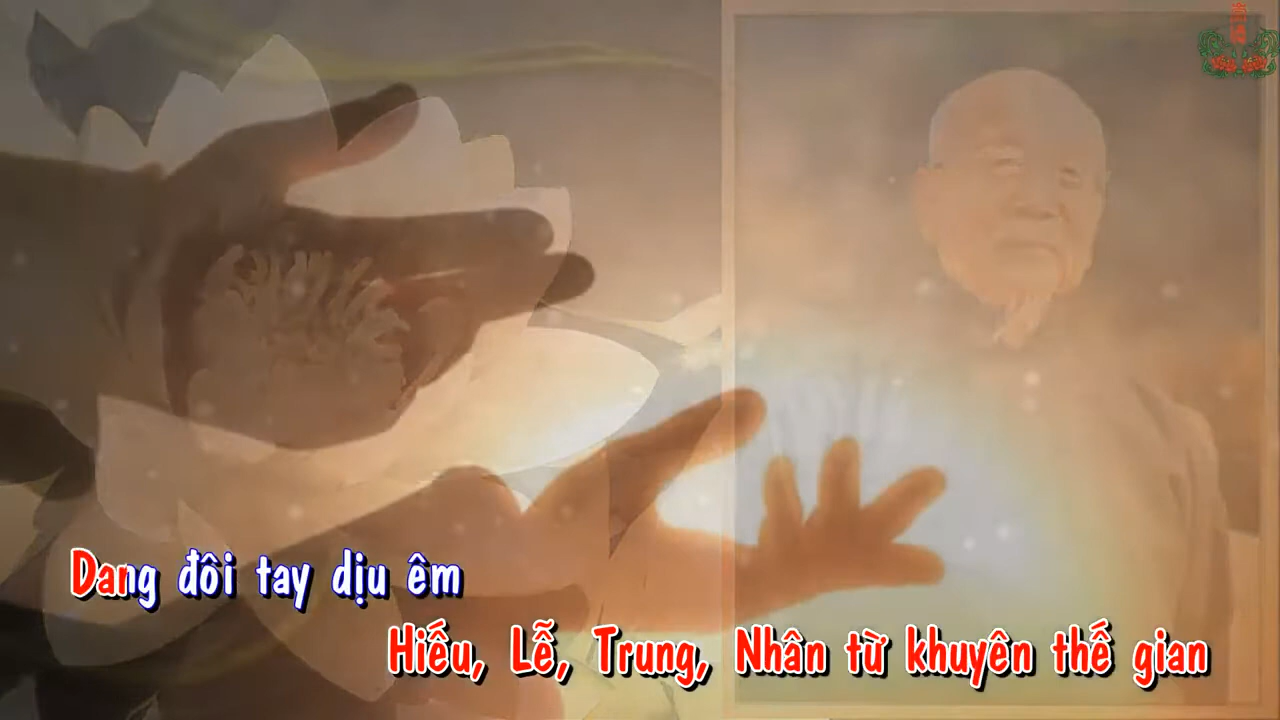 Dang đôi tay dịu êm
Hiếu, Lễ, Trung, Nhân từ khuyên thế gian